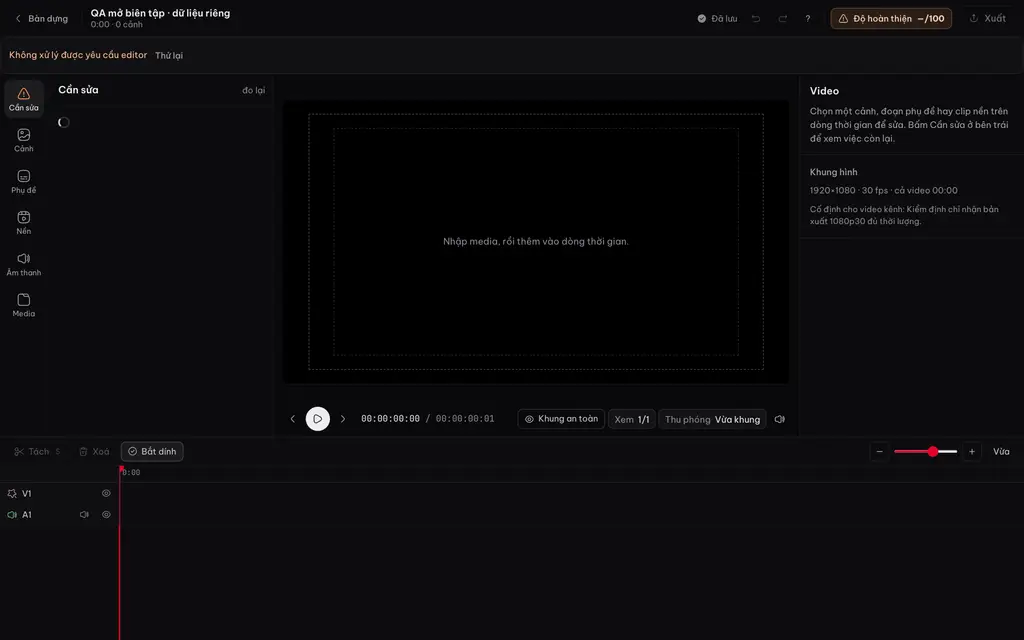 Bàn dựng
QA mở biên tập · dữ liệu riêng
0:00 · 0 cảnh
Đã lưu
?
Độ hoàn thiện —/100
Xuất
Không xử lý được yêu cầu editor
Thử lại
Cần sửa
Cảnh
Phụ đề
Nền
Âm thanh
Media
Cần sửa
đo lại
Nhập media, rồi thêm vào dòng thời gian.
Video
Chọn một cảnh, đoạn phụ đề hay clip nền trên
dòng thời gian để sửa. Bấm Cần sửa ở bên trái
để xem việc còn lại.
Khung hình
1920×1080 · 30 fps · cả video 00:00
Cố định cho video kênh: Kiểm định chỉ nhận bản
xuất 1080p30 đủ thời lượng.
00:00:00:00 / 00:00:00:01
Khung an toàn
Xem 1/1
Thu phóng Vừa khung
Tách S
Xoá
Bắt dính
Vừa
0:00
V1
A1